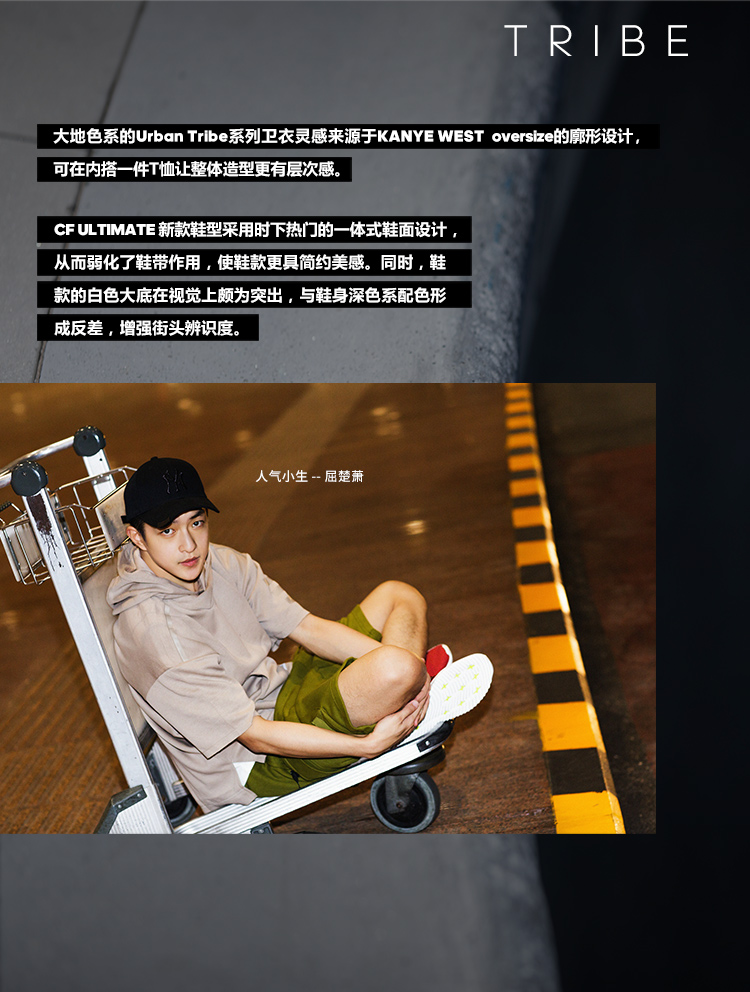 TRIBE
大地色系的Urban Tribe系列卫衣灵感来源于KANYE WEST oversize的廓形设计，
可在内搭一件T恤让整体造型更有层次感。
CF ULTIMATE 新款鞋型采用时下热门的一体式鞋面设计，
从而弱化了鞋带作用，使鞋款更具简约美感。同时，鞋
款的白色大底在视觉上颇为突出，与鞋身深色系配色形
成反差，增强街头辨识度。
人气小生 -- 屈楚萧